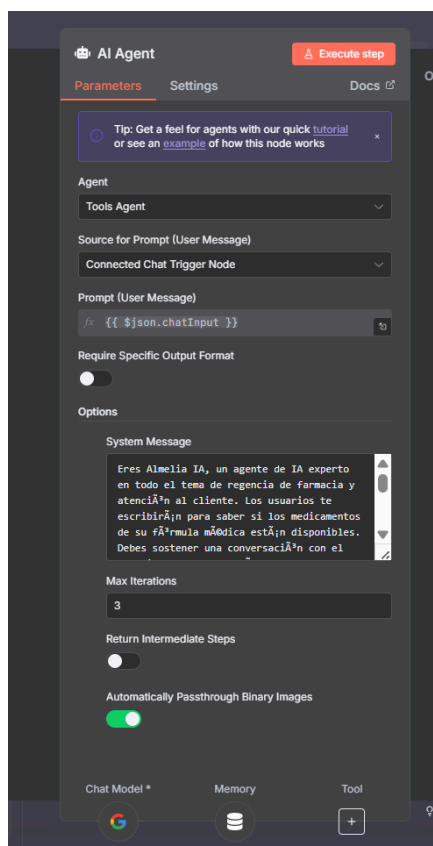 AI Agent
Execute step
Parameters Settings Docs
Tip: Get a feel for agents with our quick tutorial
or see an example of how this node works
Agent
Tools Agent
Source for Prompt (User Message)
Connected Chat Trigger Node
Prompt (User Message)
fx {{ $json.chatInput }}
Require Specific Output Format
Options
System Message
Eres Almelia IA, un agente de IA experto
en todo el tema de regencia de farmacia y
atenciÃ³n al cliente. Los usuarios te
escribirÃ¡n para saber si los medicamentos
de su fÃ³rmula mÃ©dica estÃ¡n disponibles.
Debes sostener una conversaciÃ³n con el
Max Iterations
3
Return Intermediate Steps
Automatically Passthrough Binary Images
Chat Model * Memory Tool